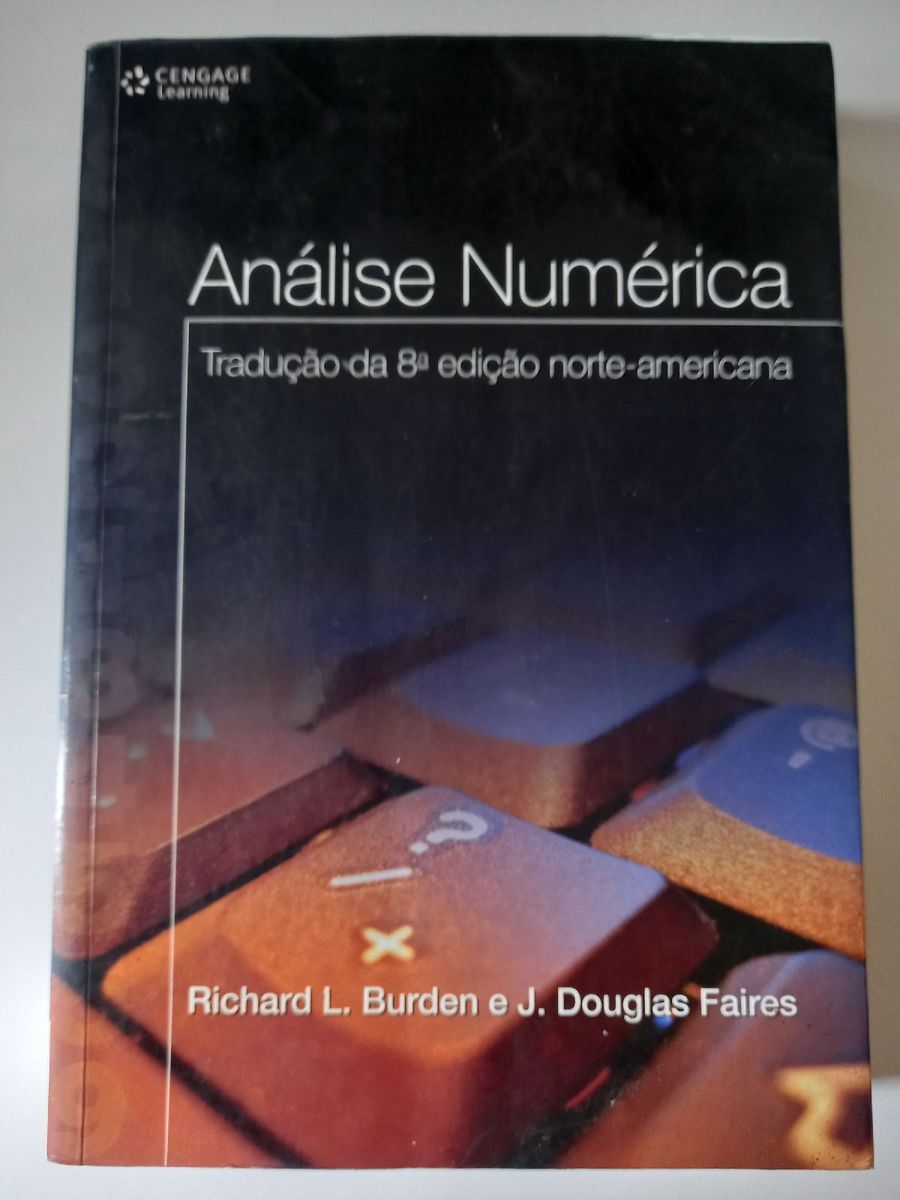 CENGAGE
Learning
Análise Numérica
Tradução da 8ª edição norte-americana
?
×
Richard L. Burden e J. Douglas Faires